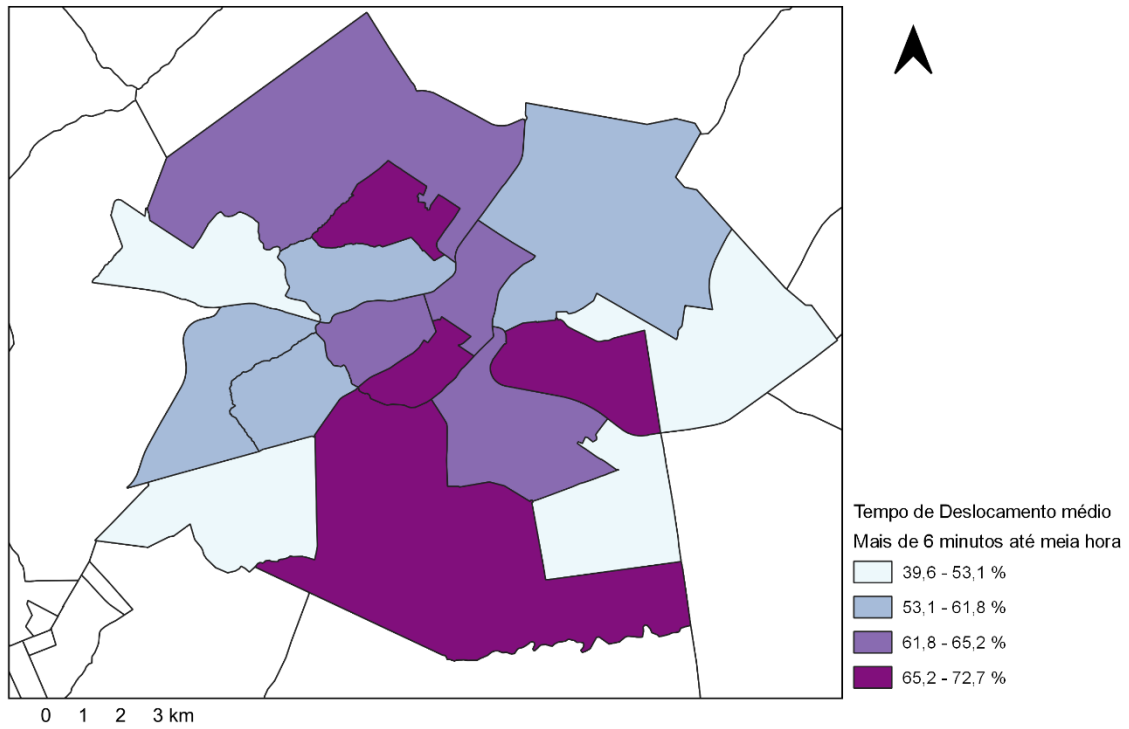 Tempo de Deslocamento médio
Mais de 6 minutos até meia hora
39,6 - 53,1 %
53,1 - 61,8 %
61,8 - 65,2 %
65,2 - 72,7 %
0 1 2 3 km